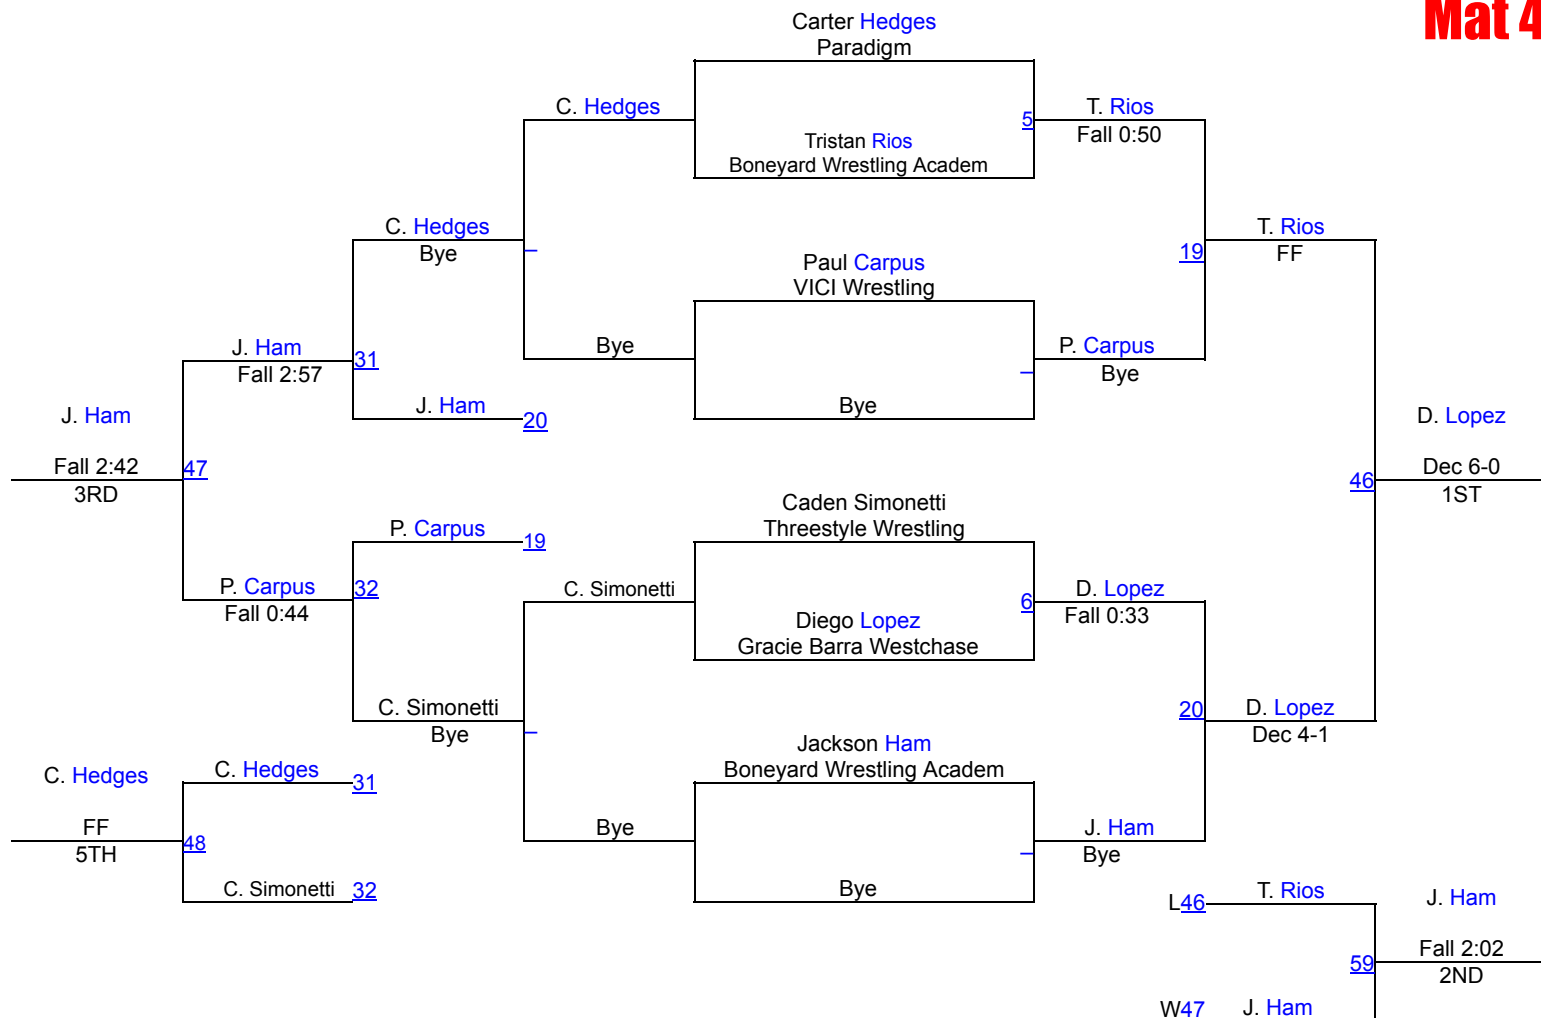 Mat 4
Carter Hedges
Paradigm
C. Hedges
5
T. Rios
Fall 0:50
Tristan Rios
Boneyard Wrestling Academ
C. Hedges
Bye
T. Rios
19
FF
Paul Carpus
VICI Wrestling
J. Ham
31
Fall 2:57
Bye
P. Carpus
Bye
J. Ham
20
Bye
J. Ham
Fall 2:42
47
3RD
D. Lopez
46
Dec 6-0
1ST
Caden Simonetti
Threestyle Wrestling
P. Carpus
19
P. Carpus
32
Fall 0:44
C. Simonetti
6
D. Lopez
Fall 0:33
Diego Lopez
Gracie Barra Westchase
C. Simonetti
Bye
20
D. Lopez
Dec 4-1
Jackson Ham
Boneyard Wrestling Academ
C. Hedges
C. Hedges
31
FF
48
5TH
Bye
J. Ham
Bye
C. Simonetti
32
Bye
L46
T. Rios
J. Ham
59
Fall 2:02
2ND
W47
J. Ham